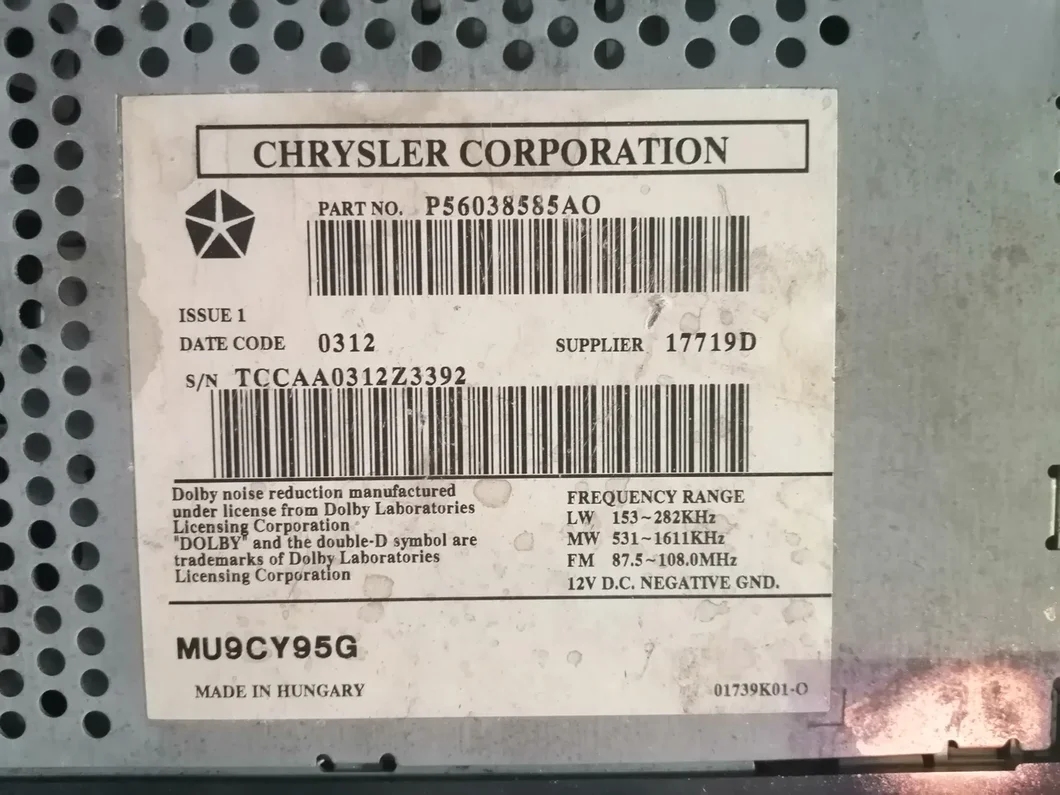 CHRYSLER CORPORATION
PART NO. P56038585AO
ISSUE 1
DATE CODE 0312 SUPPLIER 17719D
S/N TCCAA0312Z3392
Dolby noise reduction manufactured
under license from Dolby Laboratories
Licensing Corporation
"DOLBY" and the double-D symbol are
trademarks of Dolby Laboratories
Licensing Corporation
FREQUENCY RANGE
LW 153~282KHz
MW 531~1611KHz
FM 87.5~108.0MHz
12V D.C. NEGATIVE GND.
MU9CY95G
MADE IN HUNGARY 01739K01-O